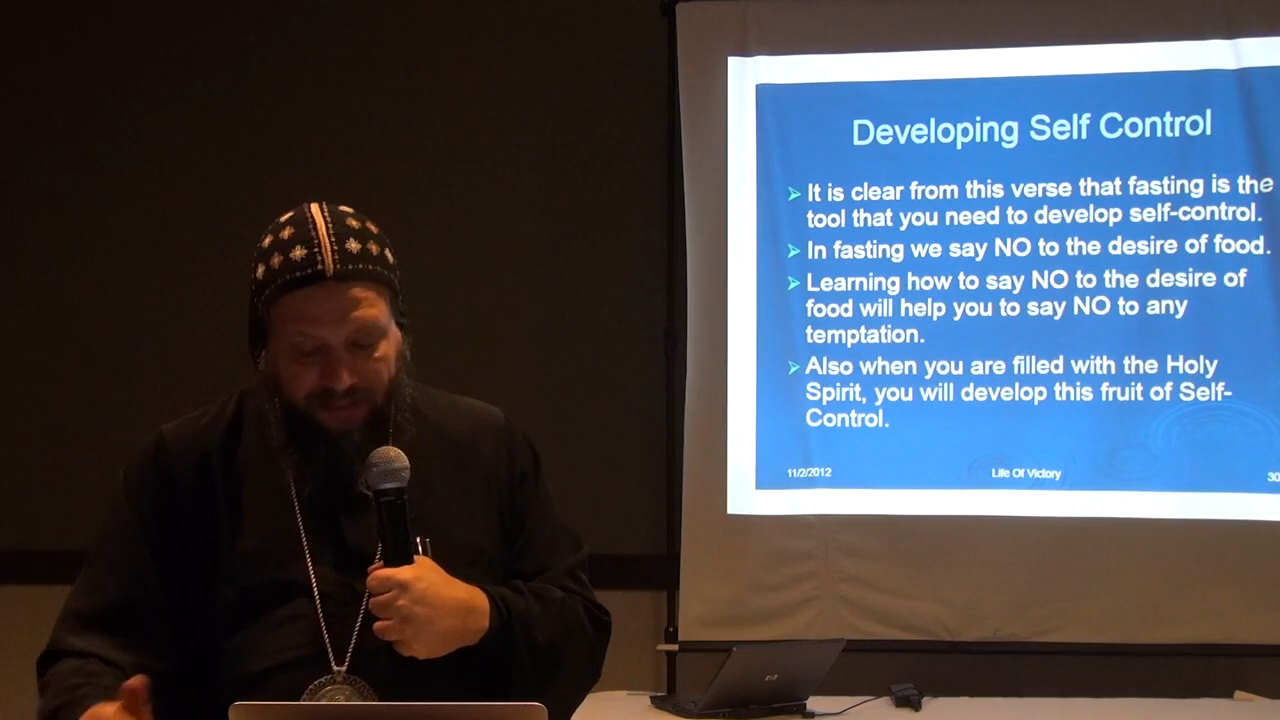 Developing Self Control
It is clear from this verse that fasting is the
tool that you need to develop self-control.
In fasting we say NO to the desire of food.
Learning how to say NO to the desire of
food will help you to say NO to any
temptation.
Also when you are filled with the Holy
Spirit, you will develop this fruit of Self-
Control.
11/2/2012
Life Of Victory
30
hp